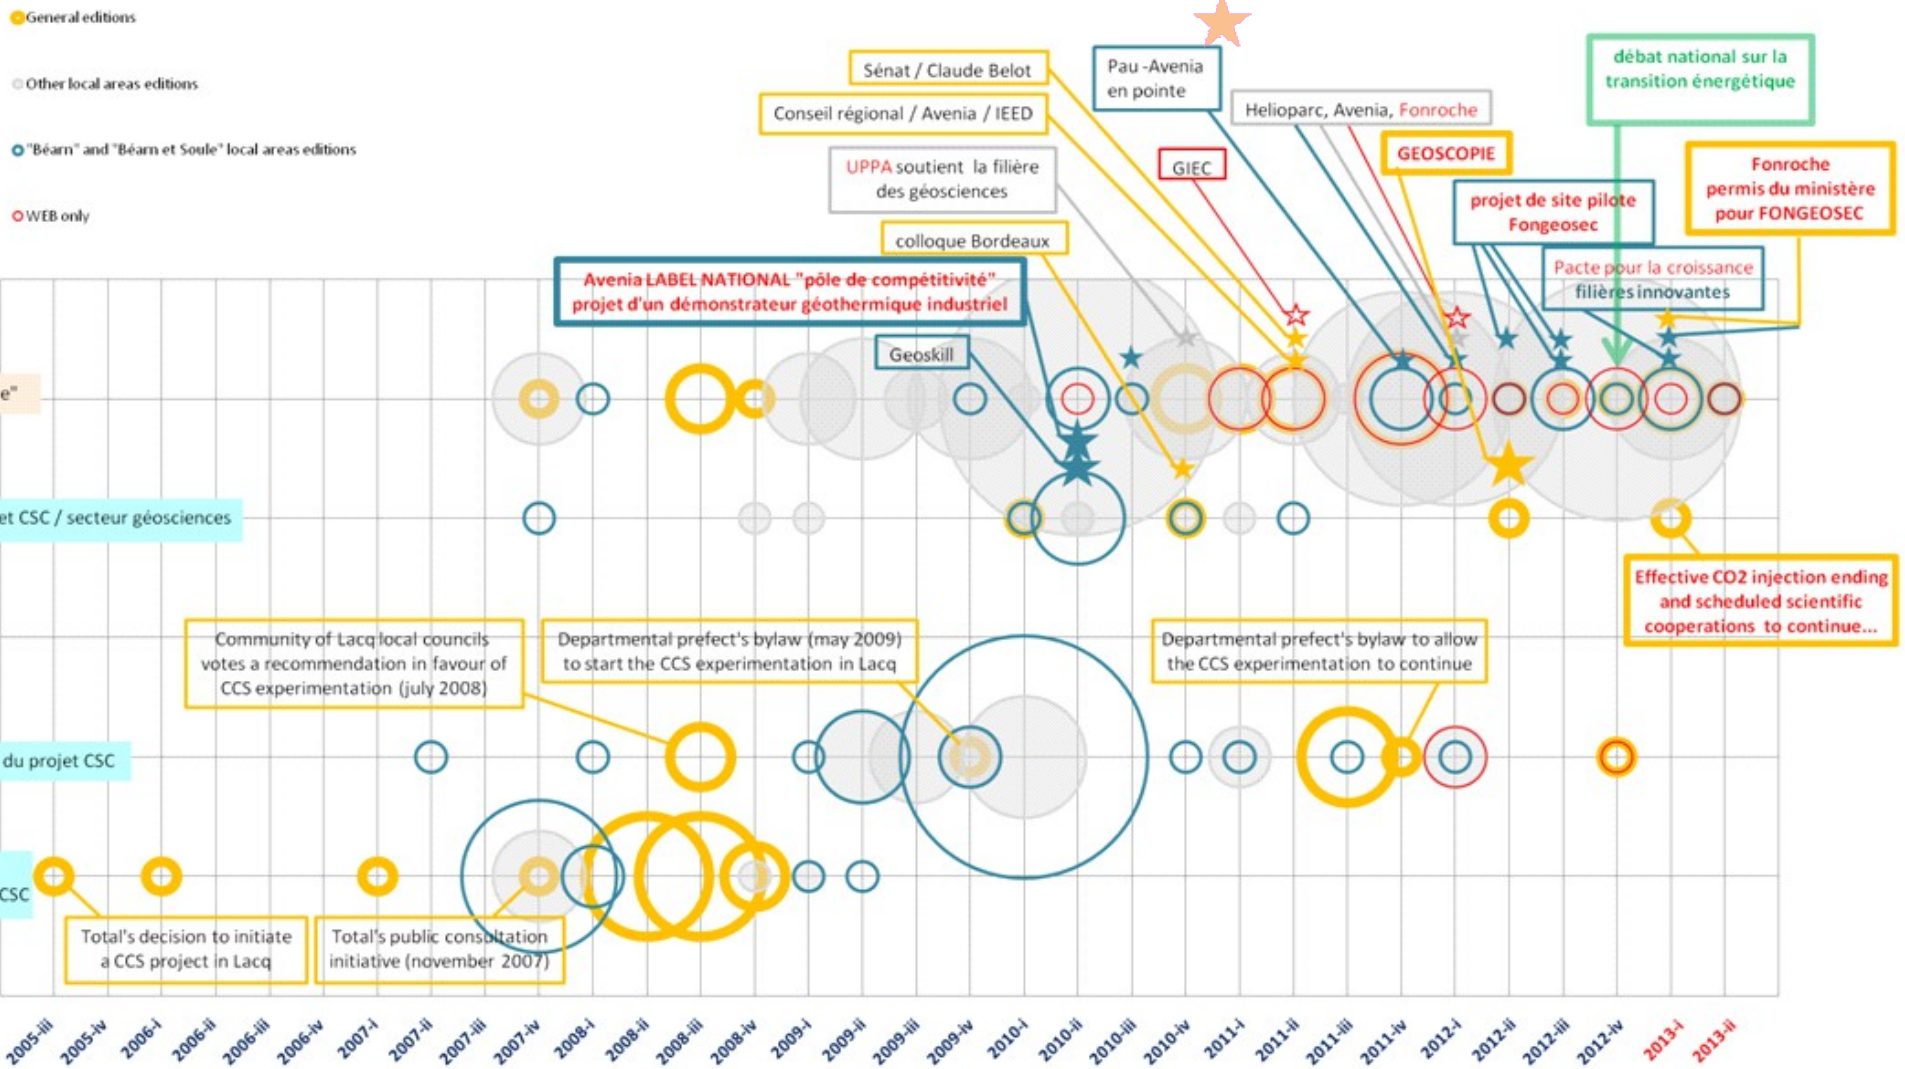 General editions
Other local areas editions
"Béarn" and "Béarn et Soule" local areas editions
WEB only
Sénat / Claude Belot
Conseil régional / Avenia / IEED
UPPA soutient la filière
des géosciences
colloque Bordeaux
Avenia LABEL NATIONAL "pôle de compétitivité"
projet d'un démonstrateur géothermique industriel
Geoskill
Pau -Avenia
en pointe
GIEC
Helioparc, Avenia, Fonroche
GEOSCOPIE
projet de site pilote
Fongeosec
débat national sur la
transition énergétique
Fonroche
permis du ministère
pour FONGEOSEC
Pacte pour la croissance
filières innovantes
e"
et CSC / secteur géosciences
Effective CO2 injection ending
and scheduled scientific
cooperations to continue...
Community of Lacq local councils
votes a recommendation in favour of
CCS experimentation (july 2008)
Departmental prefect's bylaw (may 2009)
to start the CCS experimentation in Lacq
Departmental prefect's bylaw to allow
the CCS experimentation to continue
du projet CSC
CSC
Total's decision to initiate
a CCS project in Lacq
Total's public consultation
initiative (november 2007)
2005-iii
2005-iv
2006-i
2006-ii
2006-iii
2006-iv
2007-i
2007-ii
2007-iii
2007-iv
2008-i
2008-ii
2008-iii
2008-iv
2009-i
2009-ii
2009-iii
2009-iv
2010-i
2010-ii
2010-iii
2010-iv
2011-i
2011-ii
2011-iii
2011-iv
2012-i
2012-ii
2012-iii
2012-iv
2013-i
2013-ii